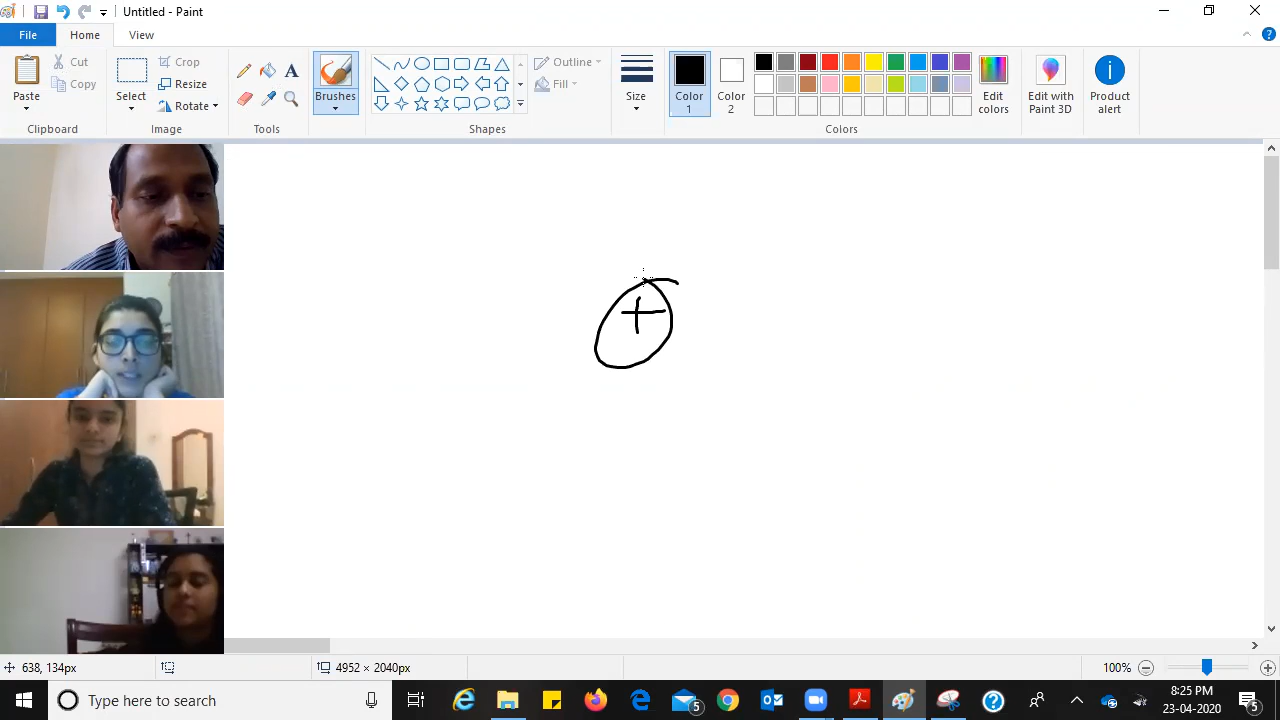 Untitled - Paint
File Home View
Cut
Copy
Paste
Clipboard
Select
Crop
Resize
Rotate
Image
Tools
Brushes
Shapes
Outline
Fill
Size
Color 1
Color 2
Colors
Edit colors
Edit with Paint 3D
Product alert
+
638, 134px
4952 × 2040px
100%
Type here to search
5
8:25 PM
23-04-2020
5